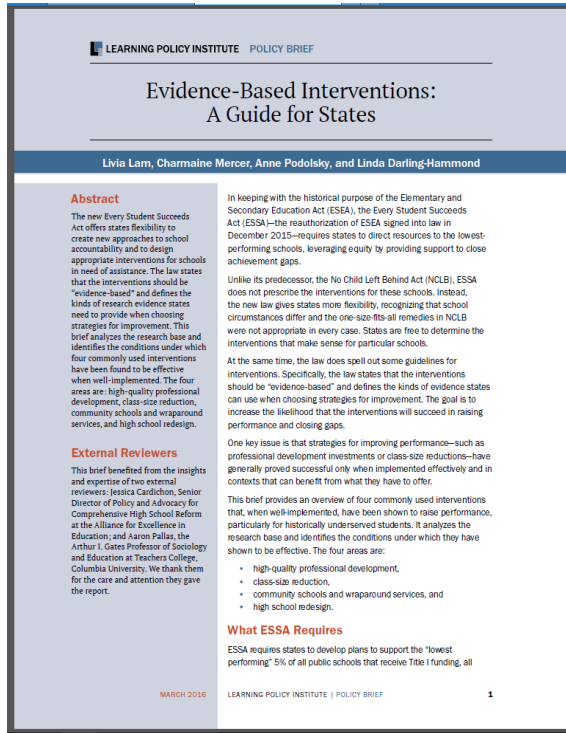 LEARNING POLICY INSTITUTE POLICY BRIEF
Evidence-Based Interventions:
A Guide for States
Livia Lam, Charmaine Mercer, Anne Podolsky, and Linda Darling-Hammond
Abstract
The new Every Student Succeeds
Act offers states flexibility to
create new approaches to school
accountability and to design
appropriate interventions for schools
in need of assistance. The law states
that the interventions should be
"evidence-based" and defines the
kinds of research evidence states
need to provide when choosing
strategies for improvement. This
brief analyzes the research base and
identifies the conditions under which
four commonly used interventions
have been found to be effective
when well-implemented. The four
areas are: high-quality professional
development, class-size reduction,
community schools and wraparound
services, and high school redesign.
External Reviewers
This brief benefited from the insights
and expertise of two external
reviewers: Jessica Cardichon, Senior
Director of Policy and Advocacy for
Comprehensive High School Reform
at the Alliance for Excellence in
Education; and Aaron Pallas, the
Arthur I. Gates Professor of Sociology
and Education at Teachers College,
Columbia University. We thank them
for the care and attention they gave
the report.
In keeping with the historical purpose of the Elementary and
Secondary Education Act (ESEA), the Every Student Succeeds
Act (ESSA)—the reauthorization of ESEA signed into law in
December 2015—requires states to direct resources to the lowest-
performing schools, leveraging equity by providing support to close
achievement gaps.
Unlike its predecessor, the No Child Left Behind Act (NCLB), ESSA
does not prescribe the interventions for these schools. Instead,
the new law gives states more flexibility, recognizing that school
circumstances differ and the one-size-fits-all remedies in NCLB
were not appropriate in every case. States are free to determine the
interventions that make sense for particular schools.
At the same time, the law does spell out some guidelines for
interventions. Specifically, the law states that the interventions
should be “evidence-based” and defines the kinds of evidence states
can use when choosing strategies for improvement. The goal is to
increase the likelihood that the interventions will succeed in raising
performance and closing gaps.
One key issue is that strategies for improving performance—such as
professional development investments or class-size reductions—have
generally proved successful only when implemented effectively and in
contexts that can benefit from what they have to offer.
This brief provides an overview of four commonly used interventions
that, when well-implemented, have been shown to raise performance,
particularly for historically underserved students. It analyzes the
research base and identifies the conditions under which they have
shown to be effective. The four areas are:
• high-quality professional development,
• class-size reduction,
• community schools and wraparound services, and
• high school redesign.
What ESSA Requires
ESSA requires states to develop plans to support the “lowest
performing” 5% of all public schools that receive Title I funding, all
MARCH 2016 LEARNING POLICY INSTITUTE | POLICY BRIEF 1